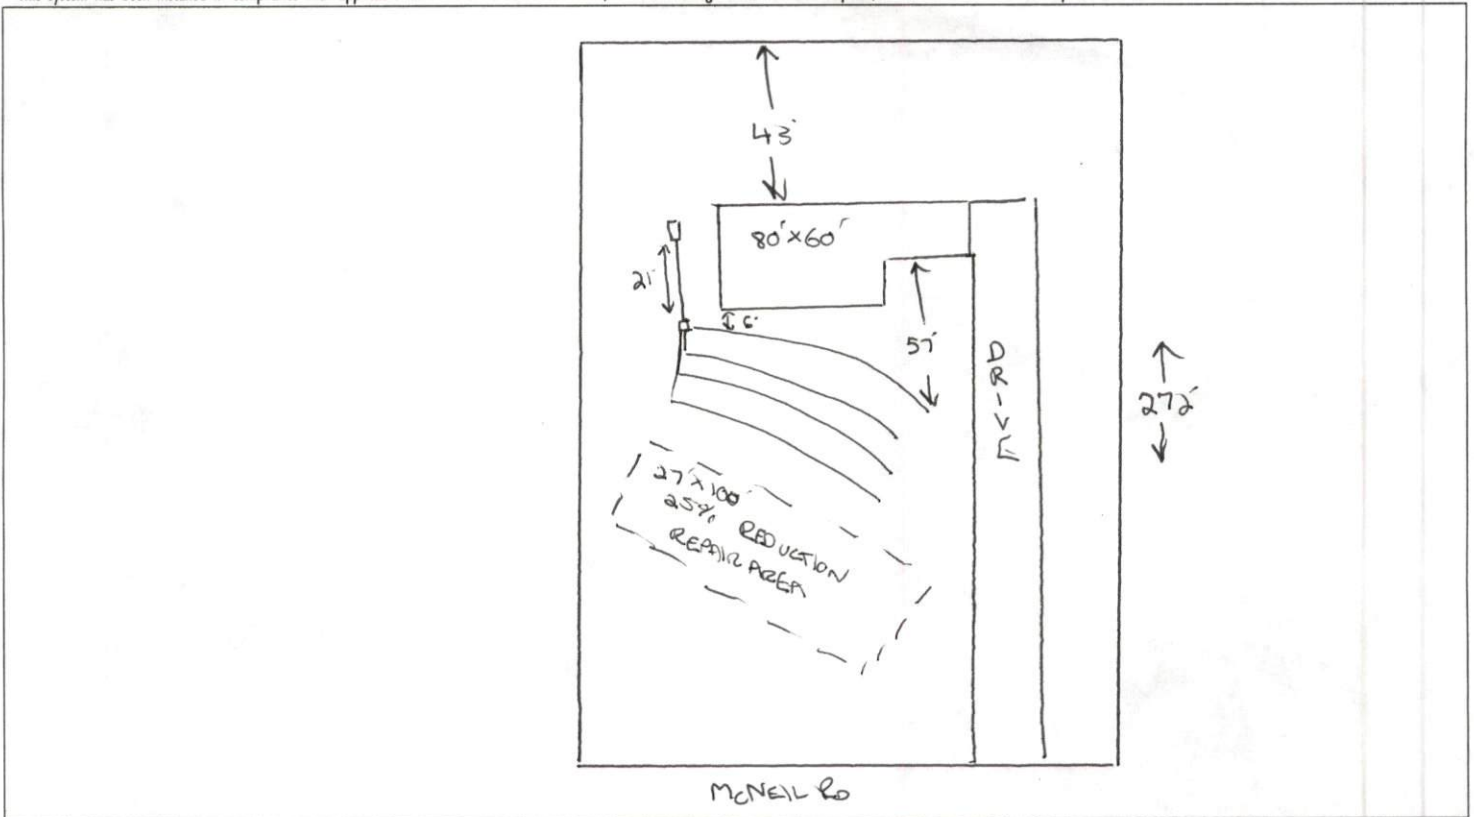 43'
80'x60'
21'
6'
57'
DRIVE
272'
27'x100'
25% REDUCTION
REPAIR AREA
McNEIL RD